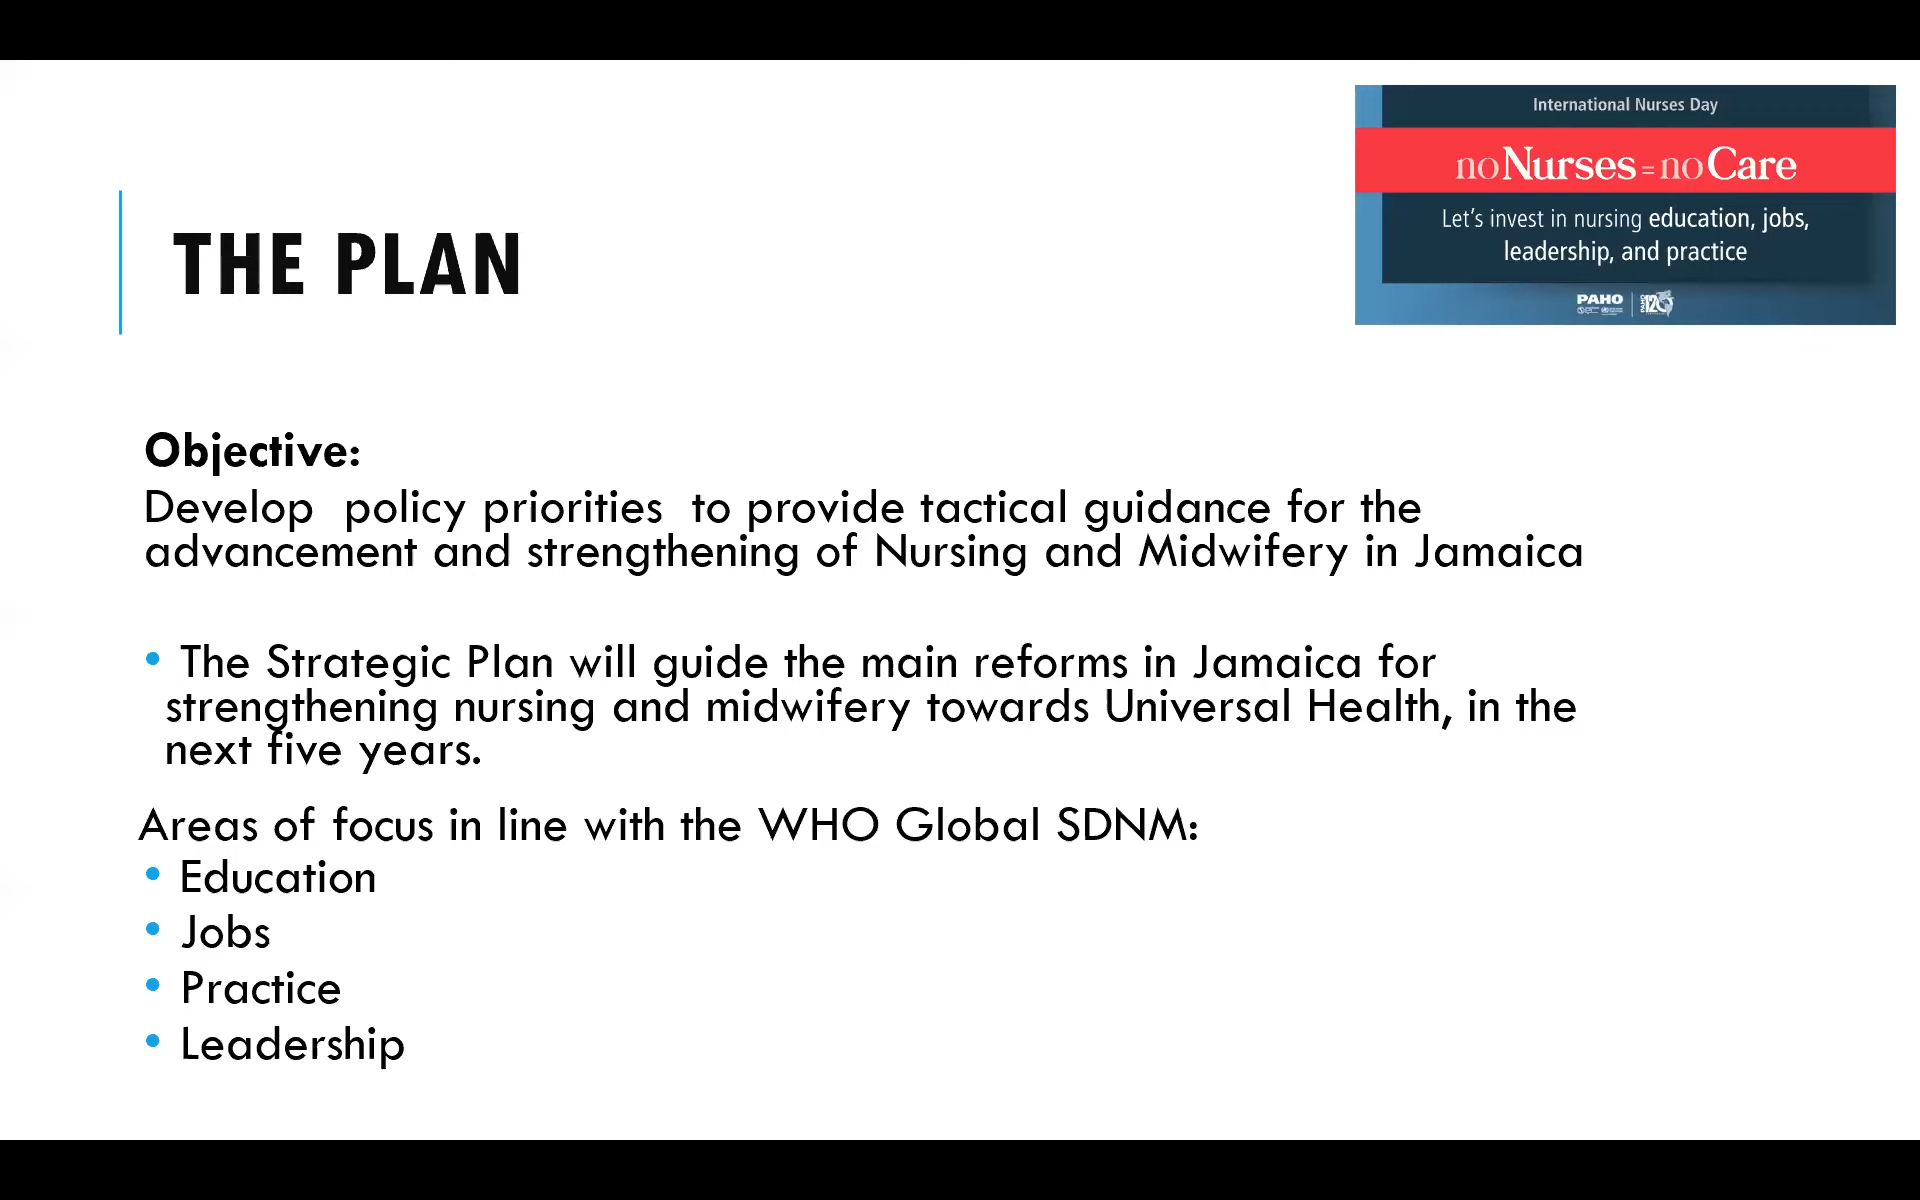 International Nurses Day
noNurses=noCare
Let's invest in nursing education, jobs,
leadership, and practice
PAHO
THE PLAN
Objective:
Develop  policy priorities  to provide tactical guidance for the
advancement and strengthening of Nursing and Midwifery in Jamaica
• The Strategic Plan will guide the main reforms in Jamaica for
strengthening nursing and midwifery towards Universal Health, in the
next five years.
Areas of focus in line with the WHO Global SDNM:
• Education
• Jobs
• Practice
• Leadership